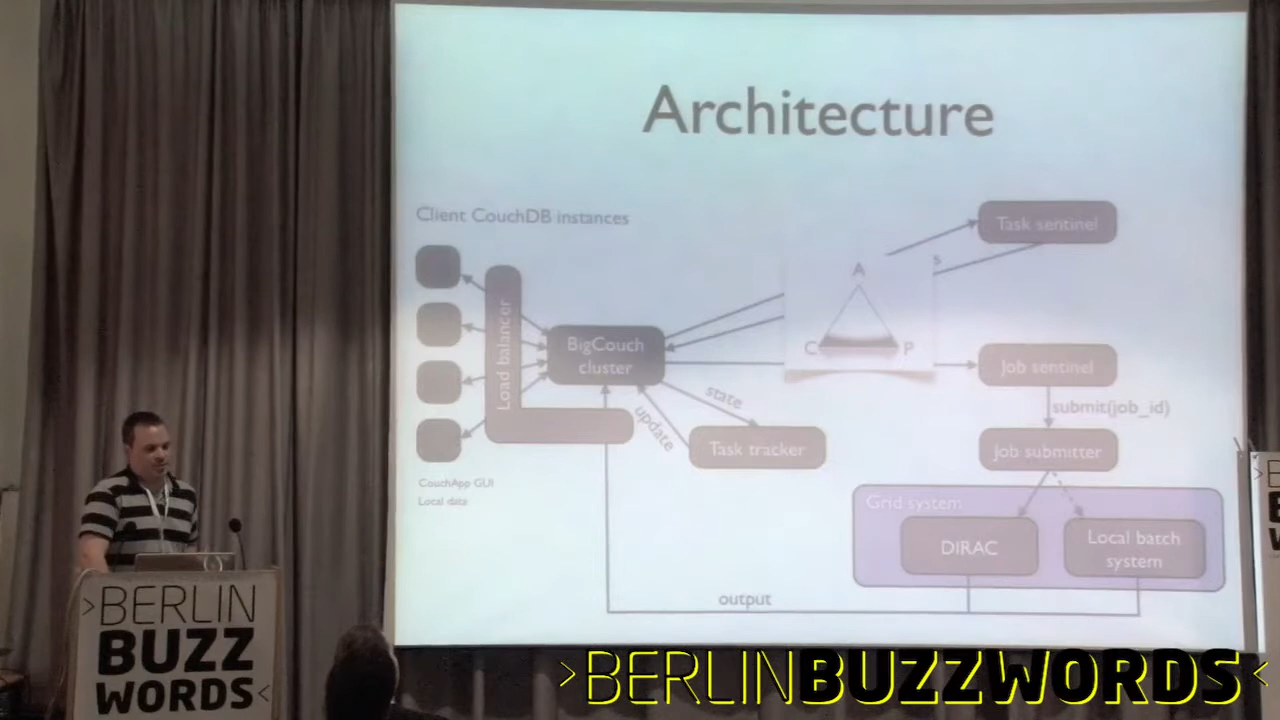 Architecture
Client CouchDB instances
Task sentinel
s
A
C
P
Load balancer
BigCouch
cluster
Job sentinel
state
update
submit(job_id)
Task tracker
Job submitter
CouchApp GUI
Local data
Grid system
DIRAC
Local batch
system
output
>BERLIN
BUZZ
WORDS<
>BERLINBUZZWORDS<